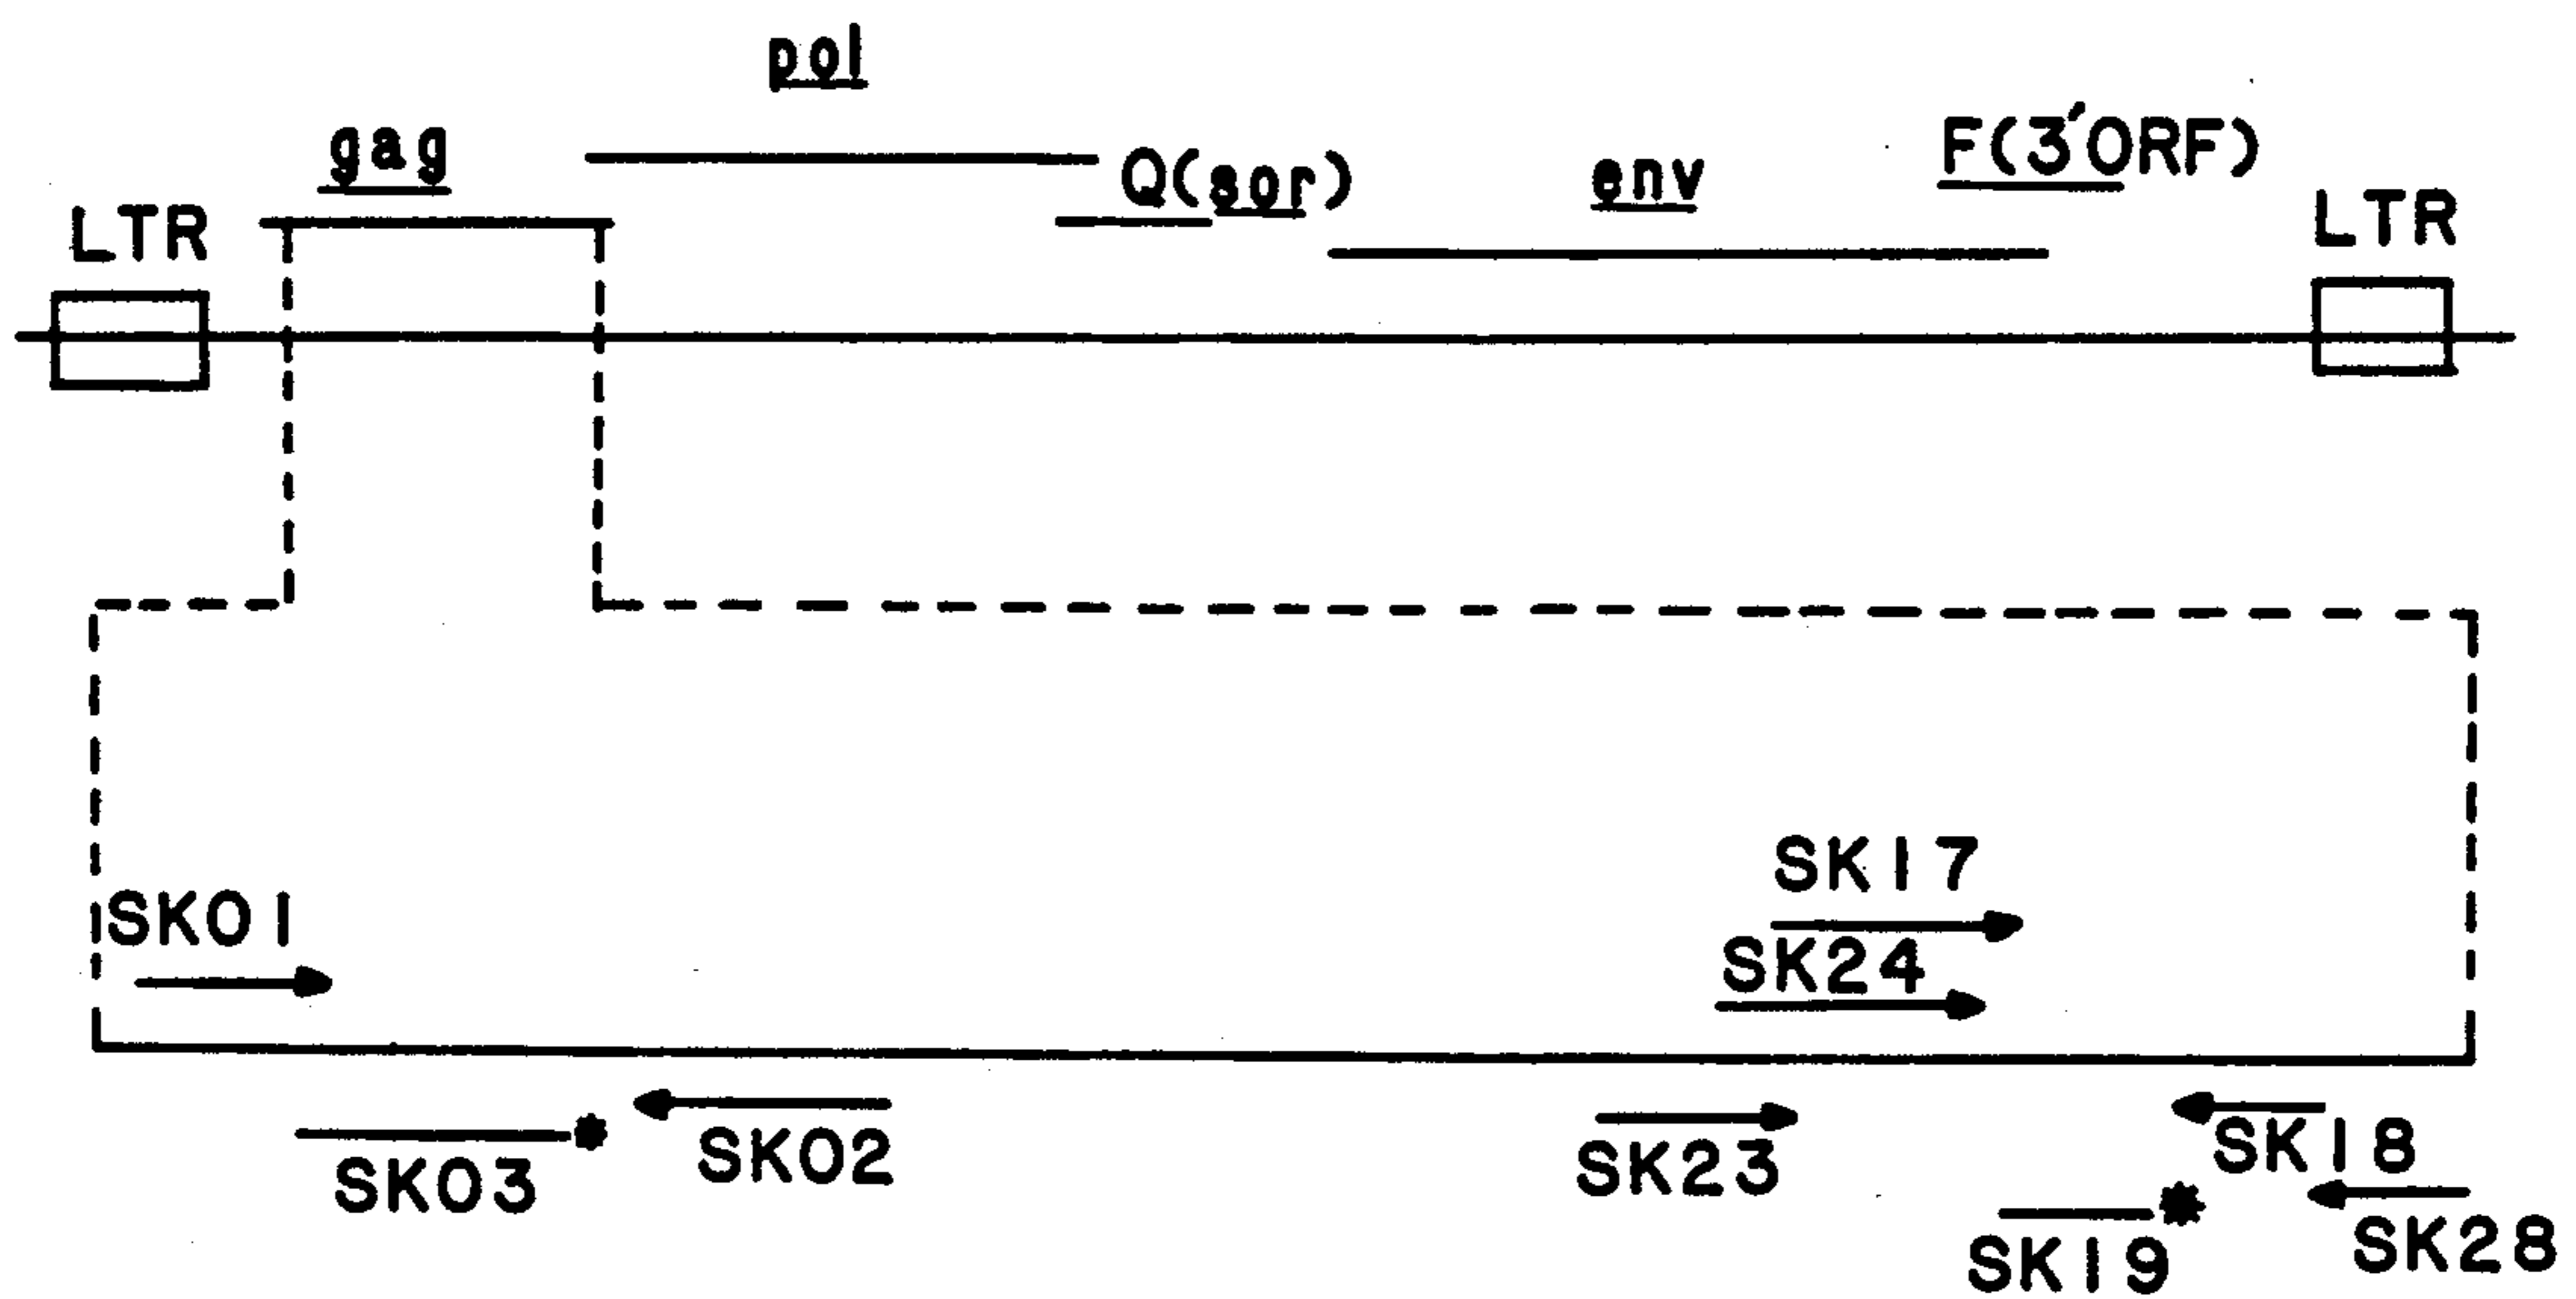 pol
gag
Q(sor)
env
F(3'ORF)
LTR
LTR
SK17
SK01
SK24
SK03
SK02
SK23
SK18
SK19
SK28